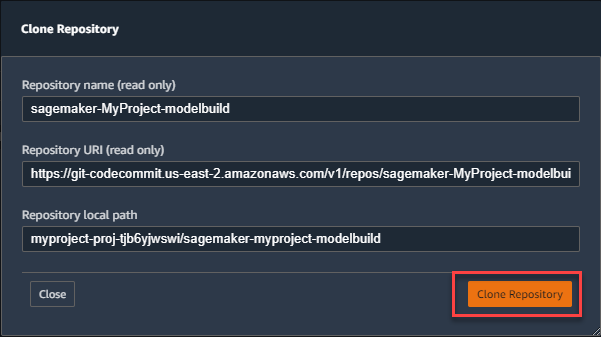 Clone Repository
Repository name (read only)
sagemaker-MyProject-modelbuild
Repository URI (read only)
https://git-codecommit.us-east-2.amazonaws.com/v1/repos/sagemaker-MyProject-modelbui
Repository local path
myproject-proj-tjb6yjwswi/sagemaker-myproject-modelbuild
Close
Clone Repository